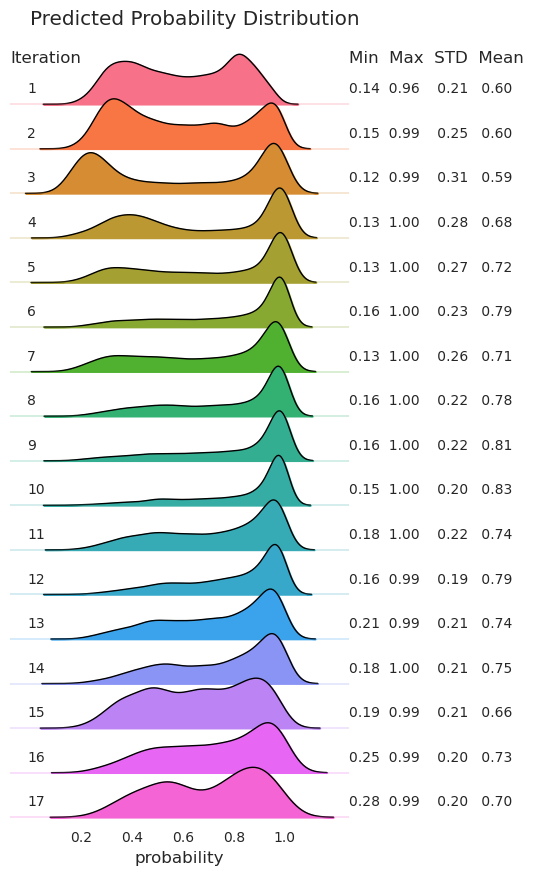 Predicted Probability Distribution
Iteration Min Max STD Mean
1 0.14 0.96 0.21 0.60
2 0.15 0.99 0.25 0.60
3 0.12 0.99 0.31 0.59
4 0.13 1.00 0.28 0.68
5 0.13 1.00 0.27 0.72
6 0.16 1.00 0.23 0.79
7 0.13 1.00 0.26 0.71
8 0.16 1.00 0.22 0.78
9 0.16 1.00 0.22 0.81
10 0.15 1.00 0.20 0.83
11 0.18 1.00 0.22 0.74
12 0.16 0.99 0.19 0.79
13 0.21 0.99 0.21 0.74
14 0.18 1.00 0.21 0.75
15 0.19 0.99 0.21 0.66
16 0.25 0.99 0.20 0.73
17 0.28 0.99 0.20 0.70
0.2 0.4 0.6 0.8 1.0
probability